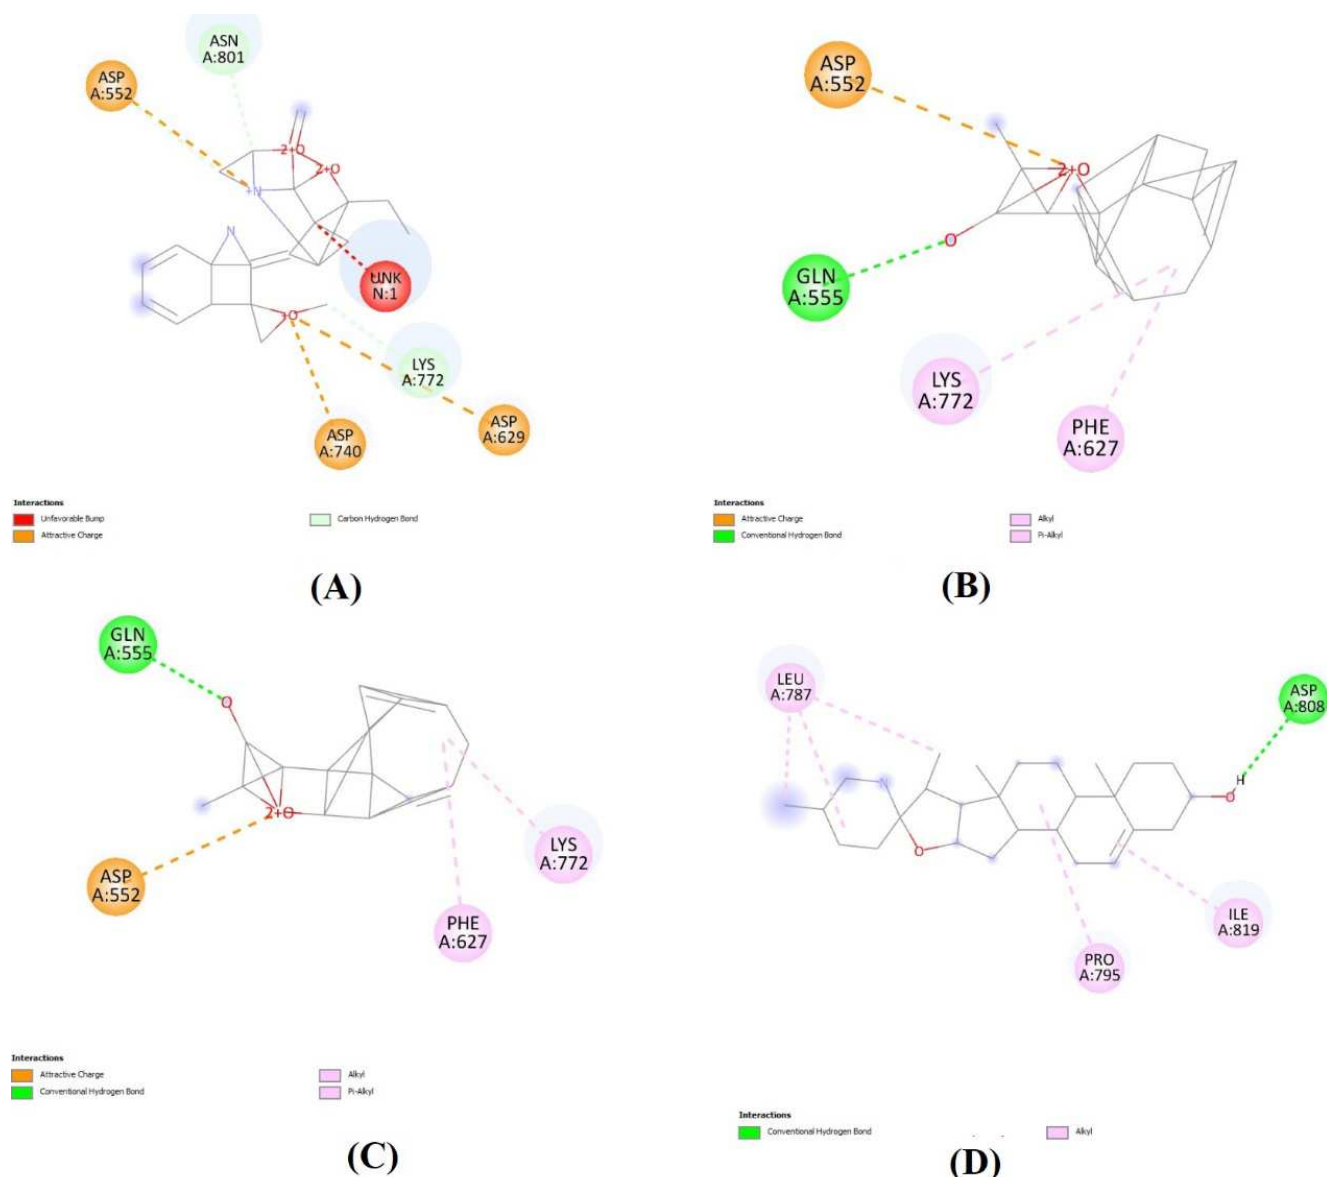 ASN
A:801
ASP
A:552
2+O
2+O
+N
N
UNK
N:1
+O
LYS
A:772
ASP
A:629
ASP
A:740
Interactions
Unfavorable Bump
Attractive Charge
Carbon Hydrogen Bond
(A)
ASP
A:552
2+O
O
GLN
A:555
LYS
A:772
PHE
A:627
Interactions
Attractive Charge
Conventional Hydrogen Bond
Alkyl
Pi-Alkyl
(B)
GLN
A:555
O
2+O
ASP
A:552
LYS
A:772
PHE
A:627
Interactions
Attractive Charge
Conventional Hydrogen Bond
Alkyl
Pi-Alkyl
(C)
LEU
A:787
ASP
A:808
H
O
N
O
ILE
A:819
PRO
A:795
Interactions
Conventional Hydrogen Bond
Alkyl
(D)